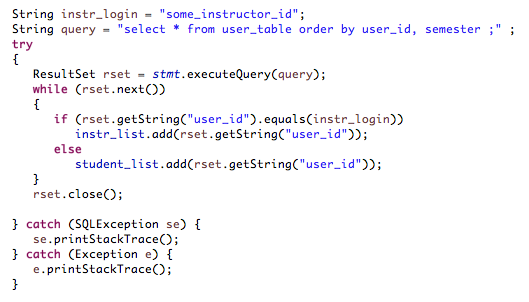 String instr_login = "some_instructor_id";
String query = "select * from user_table order by user_id, semester ;" ;
try
{
   ResultSet rset = stmt.executeQuery(query);
   while (rset.next())
   {
      if (rset.getString("user_id").equals(instr_login))
         instr_list.add(rset.getString("user_id"));
      else
         student_list.add(rset.getString("user_id"));
   }
   rset.close();

} catch (SQLException se) {
   se.printStackTrace();
} catch (Exception e) {
   e.printStackTrace();
}